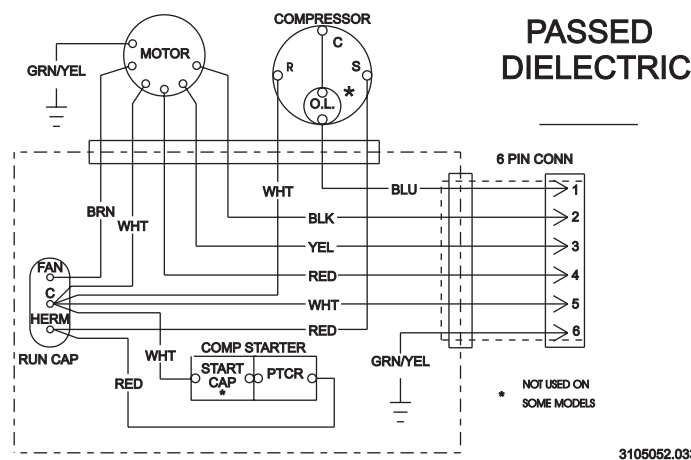 COMPRESSOR
PASSED
DIELECTRIC
MOTOR
C
R
S
GRN/YEL
O.L. *
6 PIN CONN
WHT
BLU
1
BRN
BLK
2
WHT
YEL
3
FAN
RED
4
C
WHT
5
HERM
RED
6
RUN CAP
WHT
COMP STARTER
GRN/YEL
START
CAP
*
PTCR
RED
* NOT USED ON
SOME MODELS
3105052.033